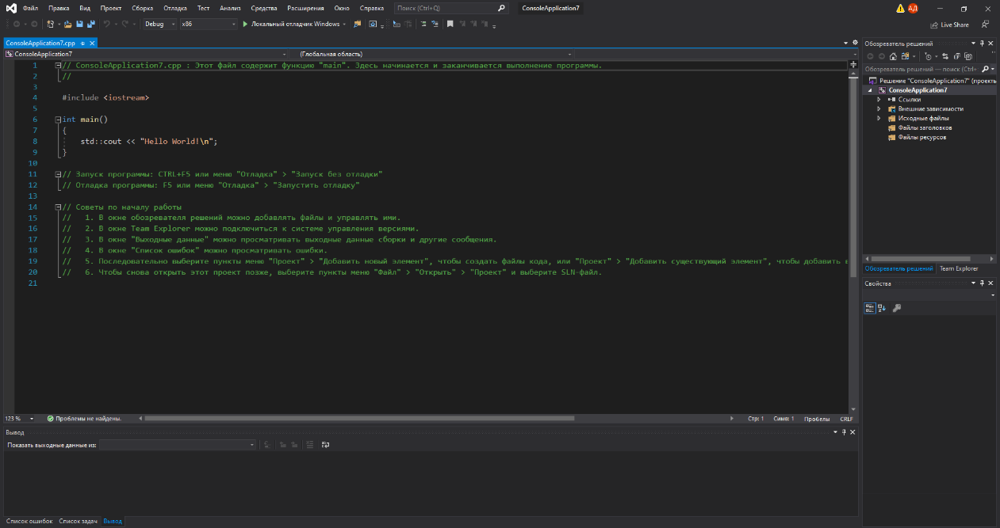 Файл Правка Вид Проект Сборка Отладка Тест Анализ Средства Расширения Окно Справка Поиск (Ctrl+Q) ConsoleApplication7 АД
Debug x86 Локальный отладчик Windows Live Share
ConsoleApplication7.cpp
ConsoleApplication7 (Глобальная область)
1 // ConsoleApplication7.cpp : Этот файл содержит функцию "main". Здесь начинается и заканчивается выполнение программы.
2 //
3
4 #include <iostream>
5
6 int main()
7 {
8 std::cout << "Hello World!\n";
9 }
10
11 // Запуск программы: CTRL+F5 или меню "Отладка" > "Запуск без отладки"
12 // Отладка программы: F5 или меню "Отладка" > "Запустить отладку"
13
14 // Советы по началу работы
15 // 1. В окне обозревателя решений можно добавлять файлы и управлять ими.
16 // 2. В окне Team Explorer можно подключиться к системе управления версиями.
17 // 3. В окне "Выходные данные" можно просматривать выходные данные сборки и другие сообщения.
18 // 4. В окне "Список ошибок" можно просматривать ошибки.
19 // 5. Последовательно выберите пункты меню "Проект" > "Добавить новый элемент", чтобы создать файлы кода, или "Проект" > "Добавить существующий элемент", чтобы добавить в
20 // 6. Чтобы снова открыть этот проект позже, выберите пункты меню "Файл" > "Открыть" > "Проект" и выберите SLN-файл.
21
123 % Проблемы не найдены. Стр: 1 Симв: 1 Пробелы CRLF
Вывод
Показать выходные данные из:
Список ошибок Список задач Вывод
Обозреватель решений
Обозреватель решений — поиск (Ctrl+
Решение "ConsoleApplication7" (проекты
ConsoleApplication7
Ссылки
Внешние зависимости
Исходные файлы
Файлы заголовков
Файлы ресурсов
Обозреватель решений Team Explorer
Свойства